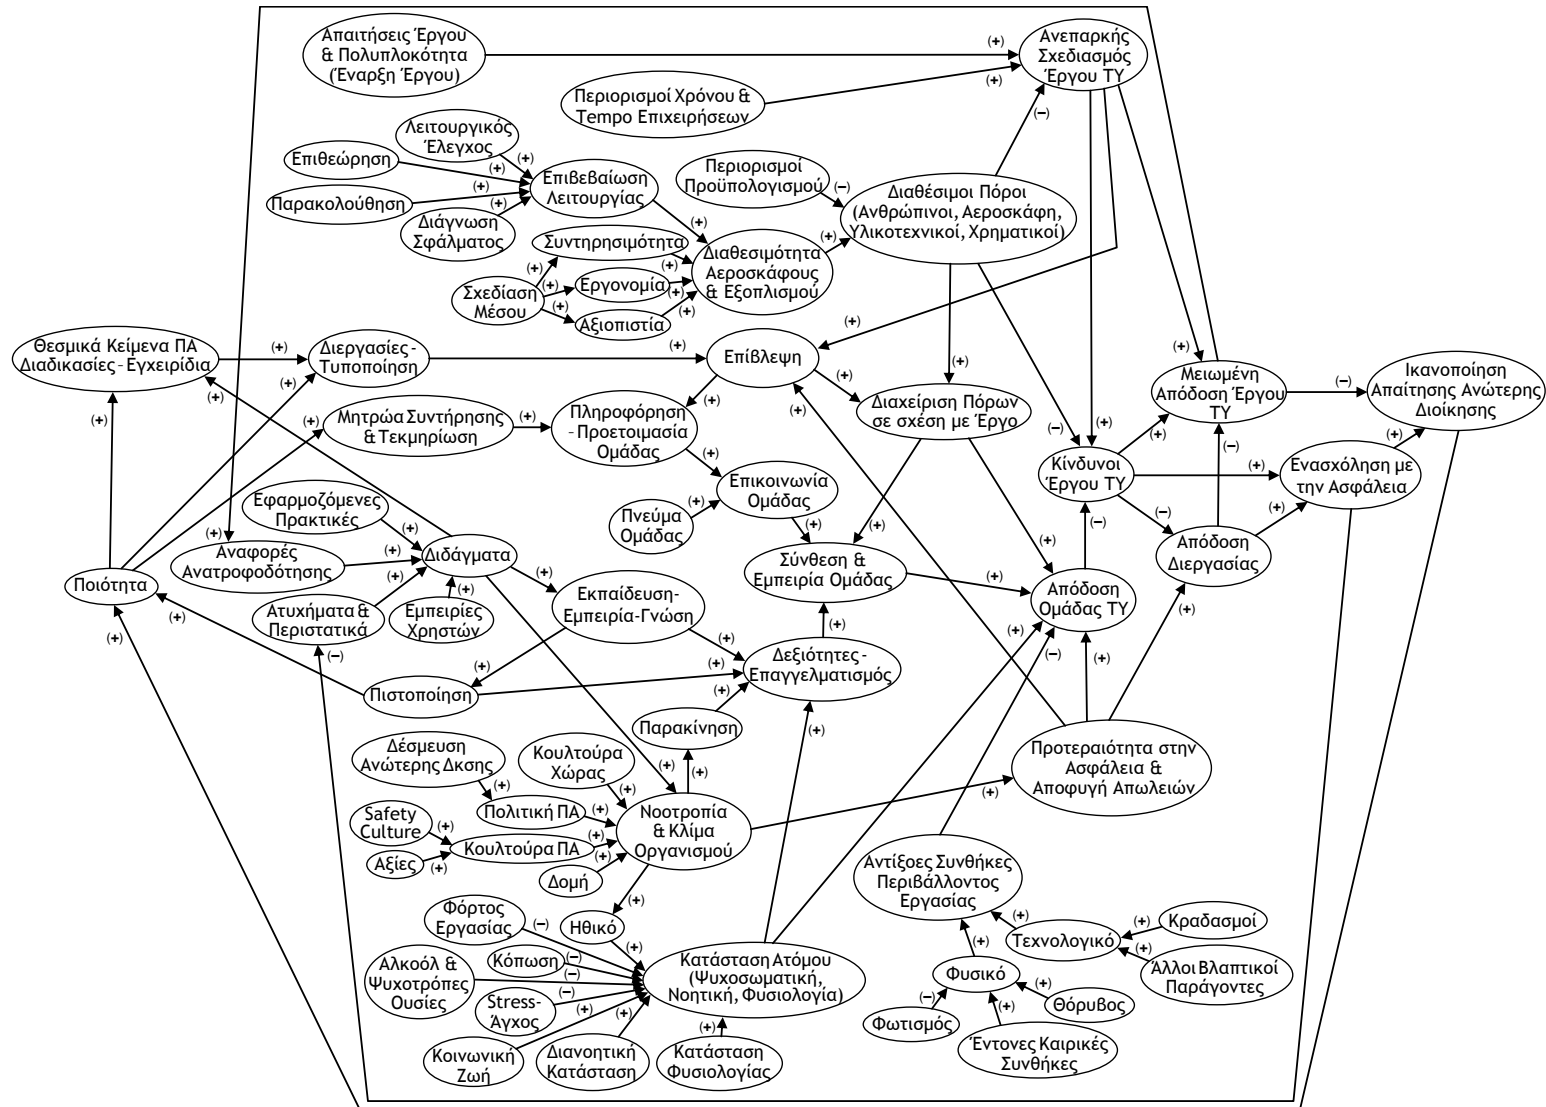 Απαιτήσεις Έργου
& Πολυπλοκότητα
(Έναρξη Έργου)
(+)
Ανεπαρκής
Σχεδιασμός
Έργου ΤΥ
Περιορισμοί Χρόνου &
Tempo Επιχειρήσεων
(+)
(−)
Λειτουργικός
Έλεγχος
(+)
Επιθεώρηση
(+)
Παρακολούθηση
(+)
Διάγνωση
Σφάλματος
(+)
Επιβεβαίωση
Λειτουργίας
(+)
Περιορισμοί
Προϋπολογισμού
(−)
Διαθέσιμοι Πόροι
(Ανθρώπινοι, Αεροσκάφη,
Υλικοτεχνικοί, Χρηματικοί)
Συντηρησιμότητα
(+)
Εργονομία
(+)
Αξιοπιστία
(+)
Σχεδίαση
Μέσου
(+)
(+)
(+)
Διαθεσιμότητα
Αεροσκάφους
& Εξοπλισμού
(+)
Θεσμικά Κείμενα ΠΑ
Διαδικασίες - Εγχειρίδια
(+)
Διεργασίες -
Τυποποίηση
(+)
Επίβλεψη
(+)
(+)
(+)
(+)
Μειωμένη
Απόδοση Έργου
ΤΥ
(−)
Ικανοποίηση
Απαίτησης Ανώτερης
Διοίκησης
(+)
(+)
(+)
Μητρώα Συντήρησης
& Τεκμηρίωση
(+)
Πληροφόρηση
- Προετοιμασία
Ομάδας
(+)
(+)
(+)
Διαχείριση Πόρων
σε σχέση με Έργο
(−)
(+)
(+)
(−)
(+)
Κίνδυνοι
Έργου ΤΥ
(+)
Ενασχόληση με
την Ασφάλεια
(+)
Επικοινωνία
Ομάδας
(+)
Πνεύμα
Ομάδας
(+)
(+)
(+)
(−)
(−)
(+)
Απόδοση
Διεργασίας
Εφαρμοζόμενες
Πρακτικές
(+)
(+)
Αναφορές
Ανατροφοδότησης
(+)
Διδάγματα
(+)
Ποιότητα
(+)
Ατυχήματα &
Περιστατικά
(+)
(−)
Εμπειρίες
Χρηστών
(+)
Εκπαίδευση-
Εμπειρία-Γνώση
(+)
(+)
Σύνθεση &
Εμπειρία Ομάδας
(+)
(+)
Απόδοση
Ομάδας ΤΥ
(+)
(−)
(+)
(+)
Πιστοποίηση
(+)
(+)
Δεξιότητες -
Επαγγελματισμός
Παρακίνηση
(+)
(+)
(+)
(+)
Προτεραιότητα στην
Ασφάλεια &
Αποφυγή Απωλειών
Δέσμευση
Ανώτερης Δκσης
(+)
Κουλτούρα
Χώρας
(+)
Πολιτική ΠΑ
(+)
Νοοτροπία
& Κλίμα
Οργανισμού
(+)
Safety
Culture
(+)
Αξίες
(+)
Κουλτούρα ΠΑ
(+)
Δομή
(+)
(+)
Αντίξοες Συνθήκες
Περιβάλλοντος
Εργασίας
Φόρτος
Εργασίας
(−)
Ηθικό
(+)
Κόπωση
(−)
Αλκοόλ &
Ψυχοτρόπες
Ουσίες
(−)
Stress-
Άγχος
(−)
Κοινωνική
Ζωή
(+)
Διανοητική
Κατάσταση
(+)
Κατάσταση
Φυσιολογίας
(+)
Κατάσταση Ατόμου
(Ψυχοσωματική,
Νοητική, Φυσιολογία)
Τεχνολογικό
(+)
Κραδασμοί
(+)
Άλλοι Βλαπτικοί
Παράγοντες
(+)
Φυσικό
(+)
Φωτισμός
(−)
Θόρυβος
(+)
Έντονες Καιρικές
Συνθήκες
(+)